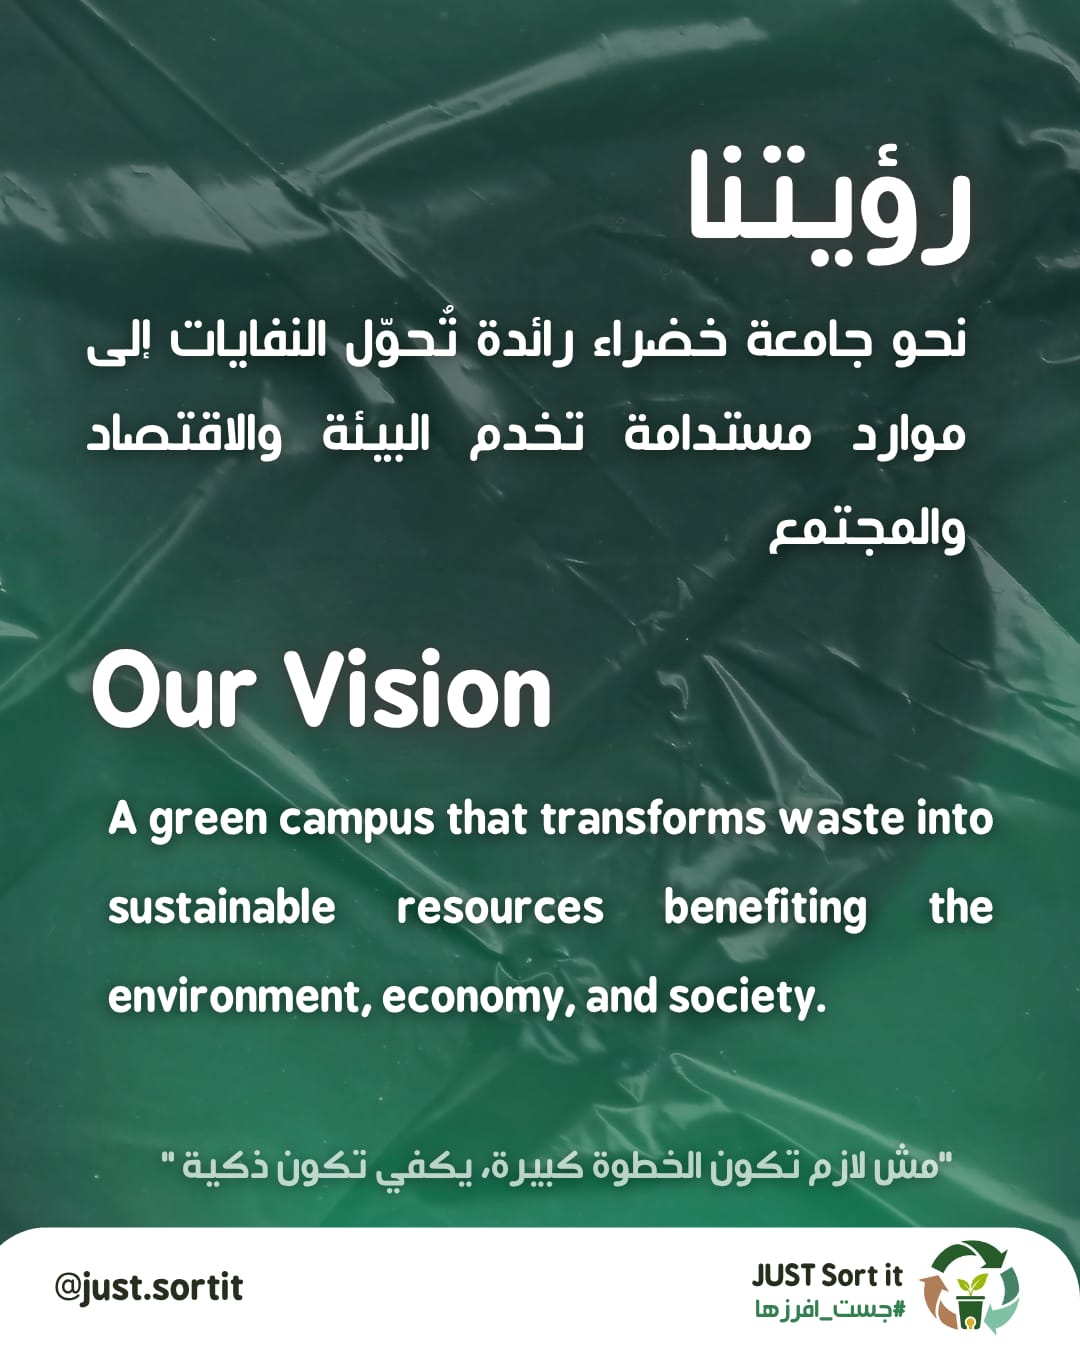 رؤيتنا
نحو جامعة خضراء رائدة تُحوّل النفايات إلى
موارد مستدامة تخدم البيئة والاقتصاد
والمجتمع
Our Vision
A green campus that transforms waste into
sustainable resources benefiting the
environment, economy, and society.
"مش لازم تكون الخطوة كبيرة، يكفي تكون ذكية "
@just.sortit
JUST Sort it
#جست_افرزها